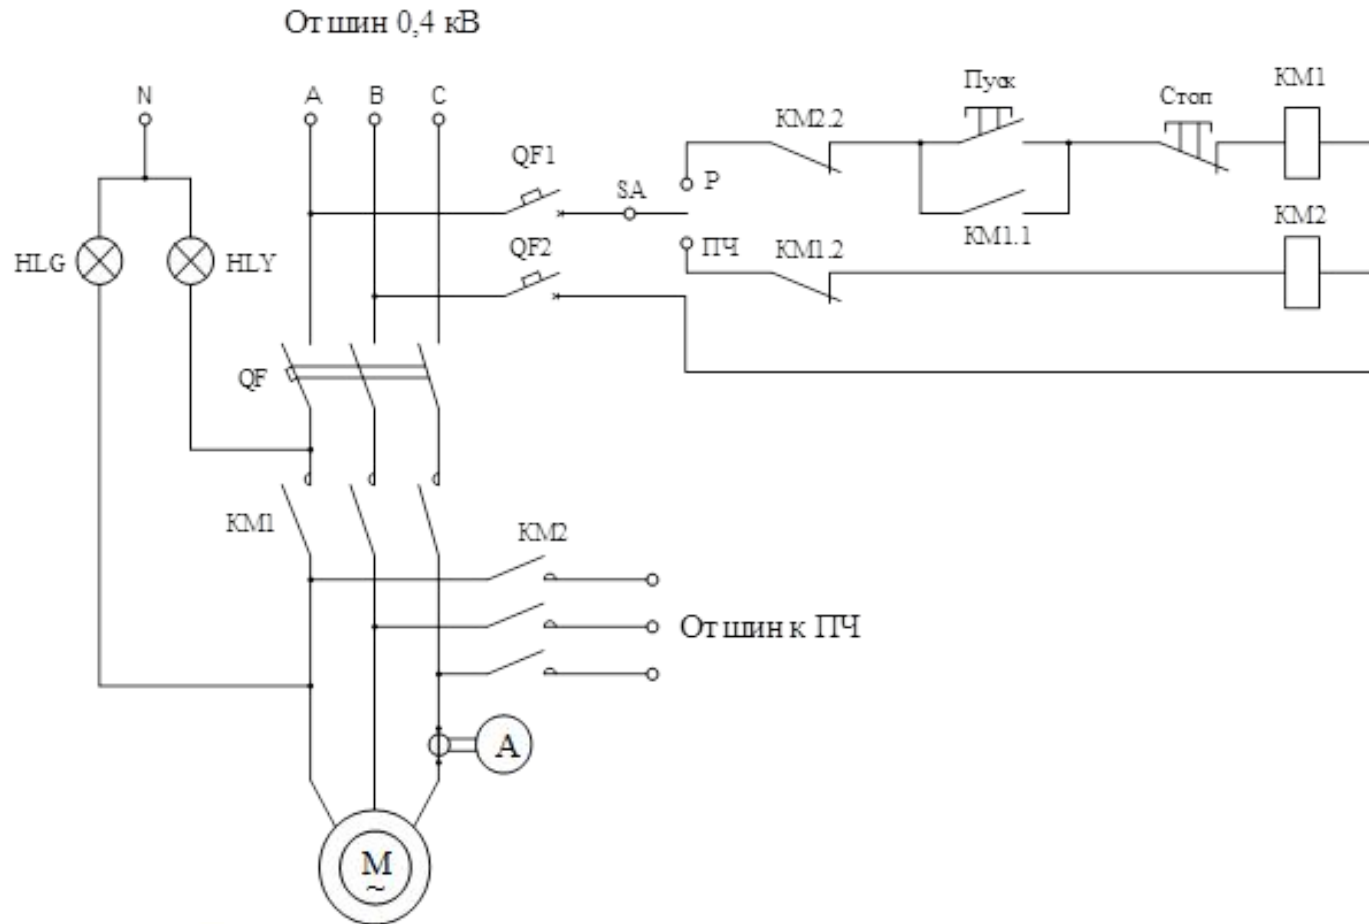 От шин 0,4 кВ
N
A
B
C
QF1
SA
P
KM2.2
Пуск
Стоп
KM1
KM1.1
KM2
HLG
HLY
QF2
ПЧ
KM1.2
QF
KM1
KM2
От шин к ПЧ
A
M
~